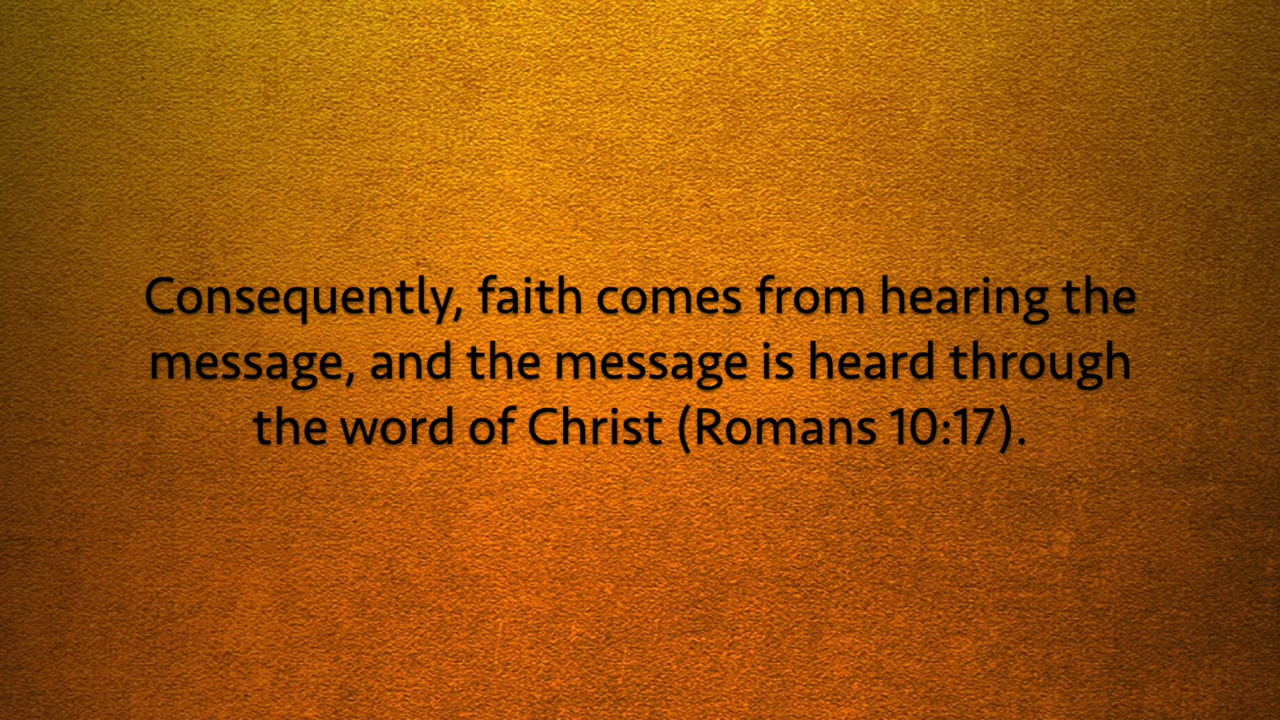 Consequently, faith comes from hearing the
message, and the message is heard through
the word of Christ (Romans 10:17).